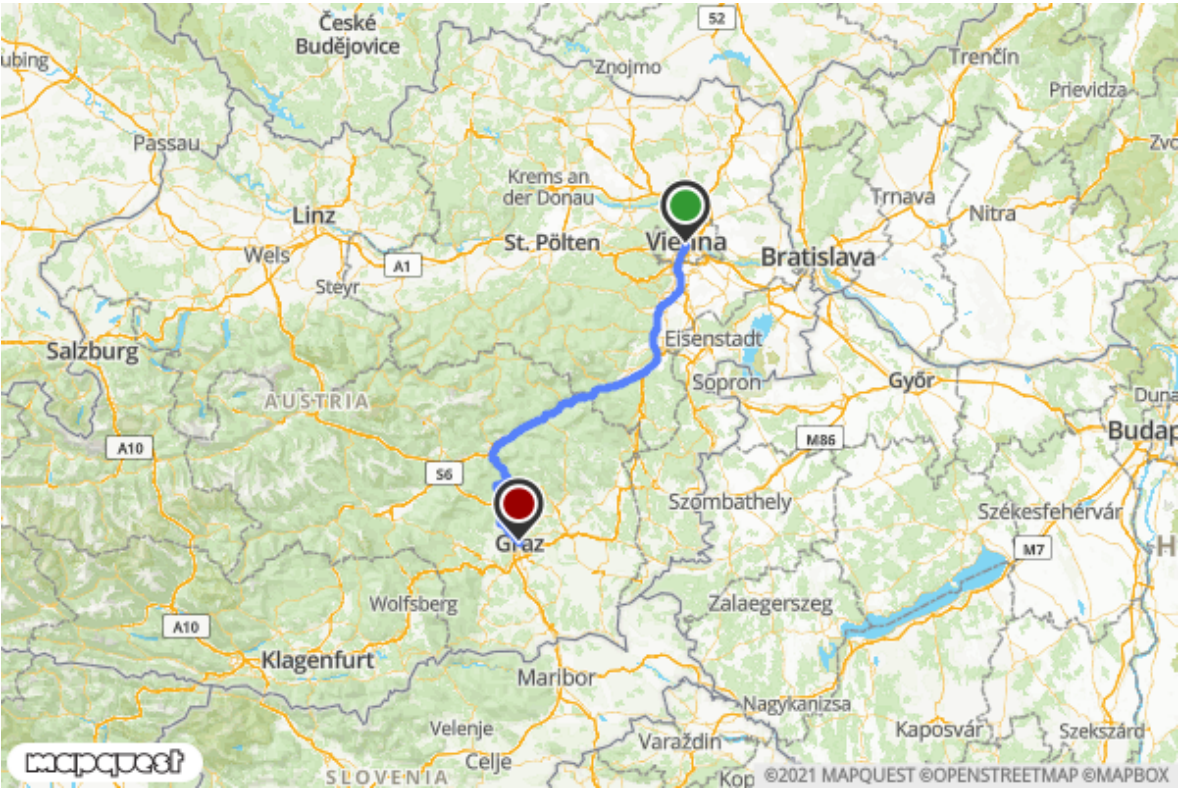 České
Budějovice
52
Trenčín
ubing
Znojmo
Prievidza
Passau
Zvo
Krems an
der Donau
Trnava
Linz
Nitra
St. Pölten
Vienna
Wels
A1
Bratislava
Steyr
Eisenstadt
Salzburg
Sopron
Győr
AUSTRIA
Duna
A10
M86
Budap
S6
Szombathely
Székesfehérvár
Graz
M7
H
Wolfsberg
Zalaegerszeg
A10
Klagenfurt
Maribor
Nagykanizsa
Velenje
Kaposvár
Szekszárd
Varaždin
mapquest
Celje
SLOVENIA
Kop
©2021 MAPQUEST ©OPENSTREETMAP ©MAPBOX